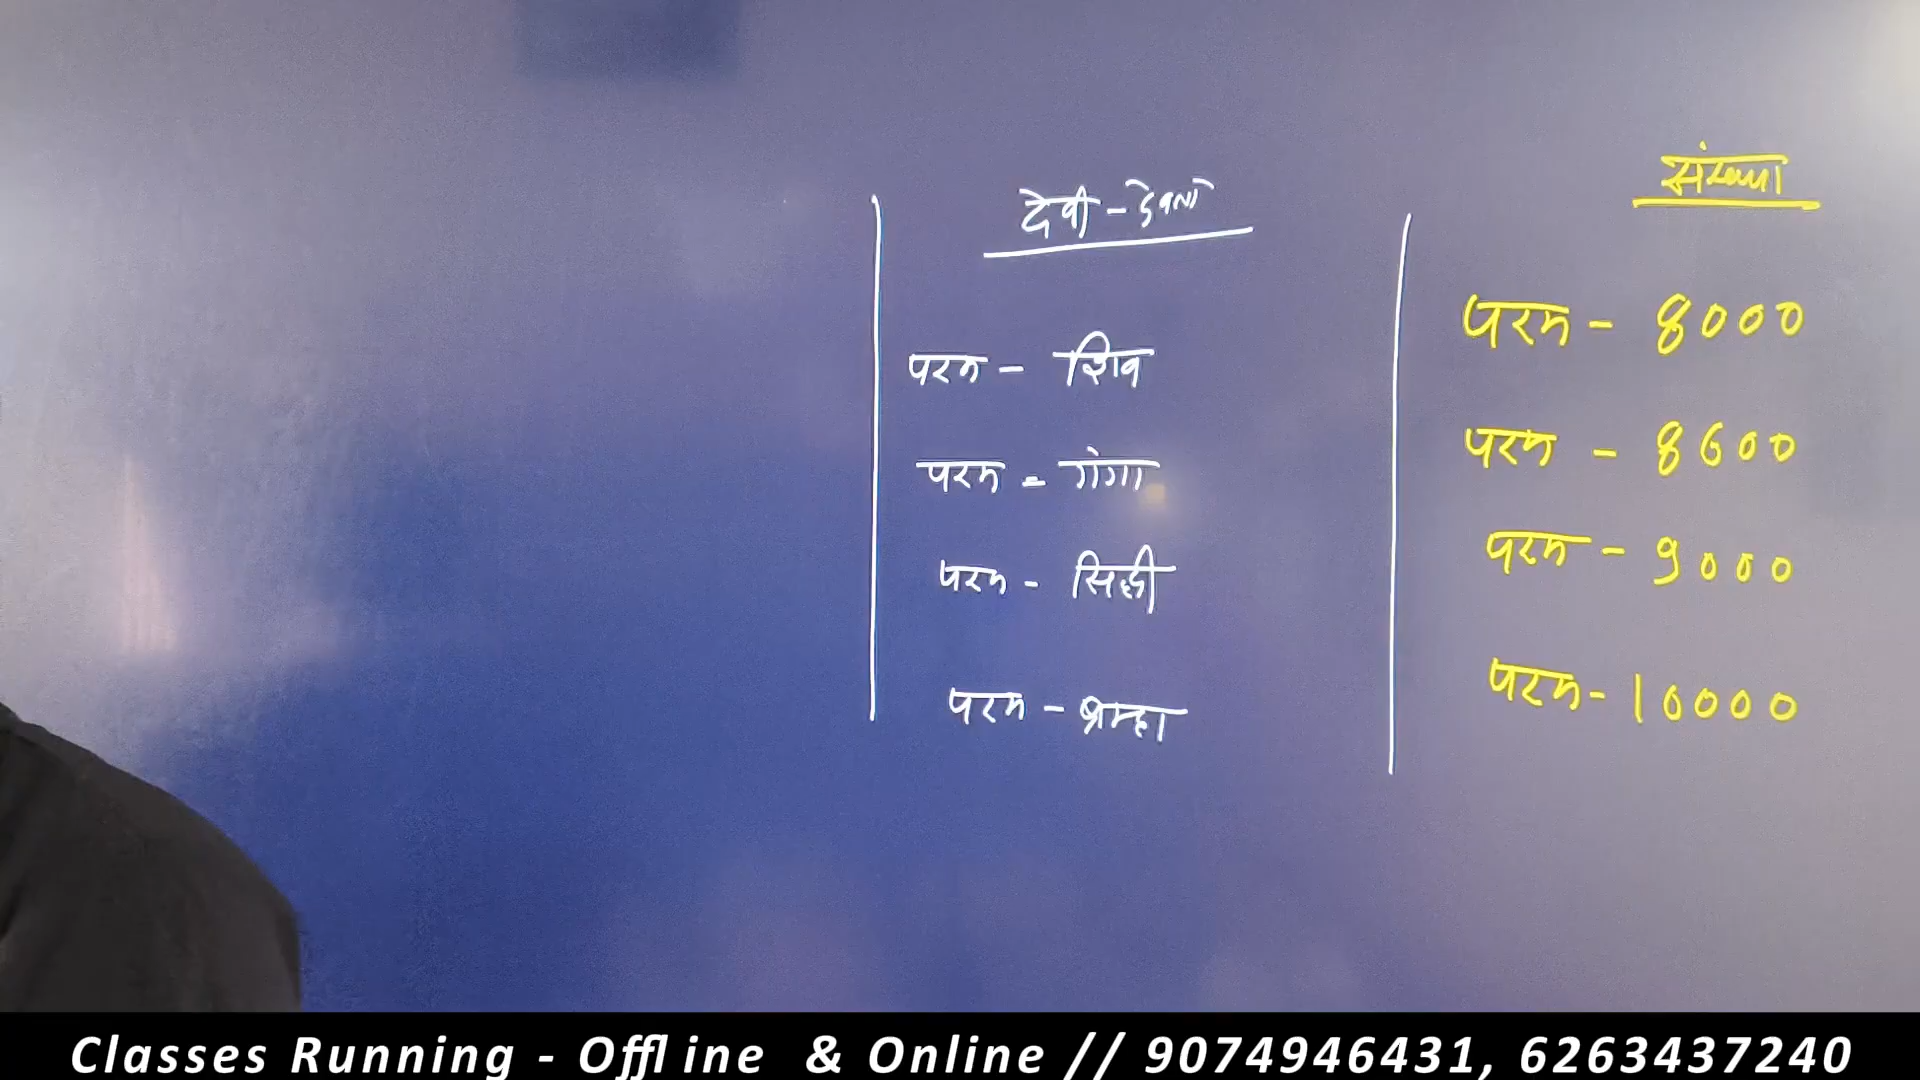 देवी - देवता
परम - शिव
परम - गंगा
परम - सिद्धी
परम - ब्रम्हा
संख्या
परम - 8000
परम - 8600
परम - 9000
परम - 10000
Classes Running - Offline & Online // 9074946431, 6263437240